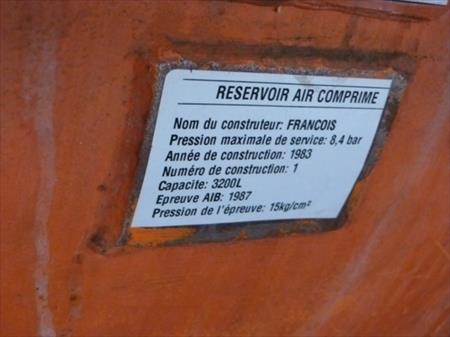 RESERVOIR AIR COMPRIME
Nom du construteur: FRANCOIS
Pression maximale de service: 8,4 bar
Année de construction: 1983
Numéro de construction: 1
Capacite: 3200L
Epreuve AIB: 1987
Pression de l'épreuve: 15kg/cm²